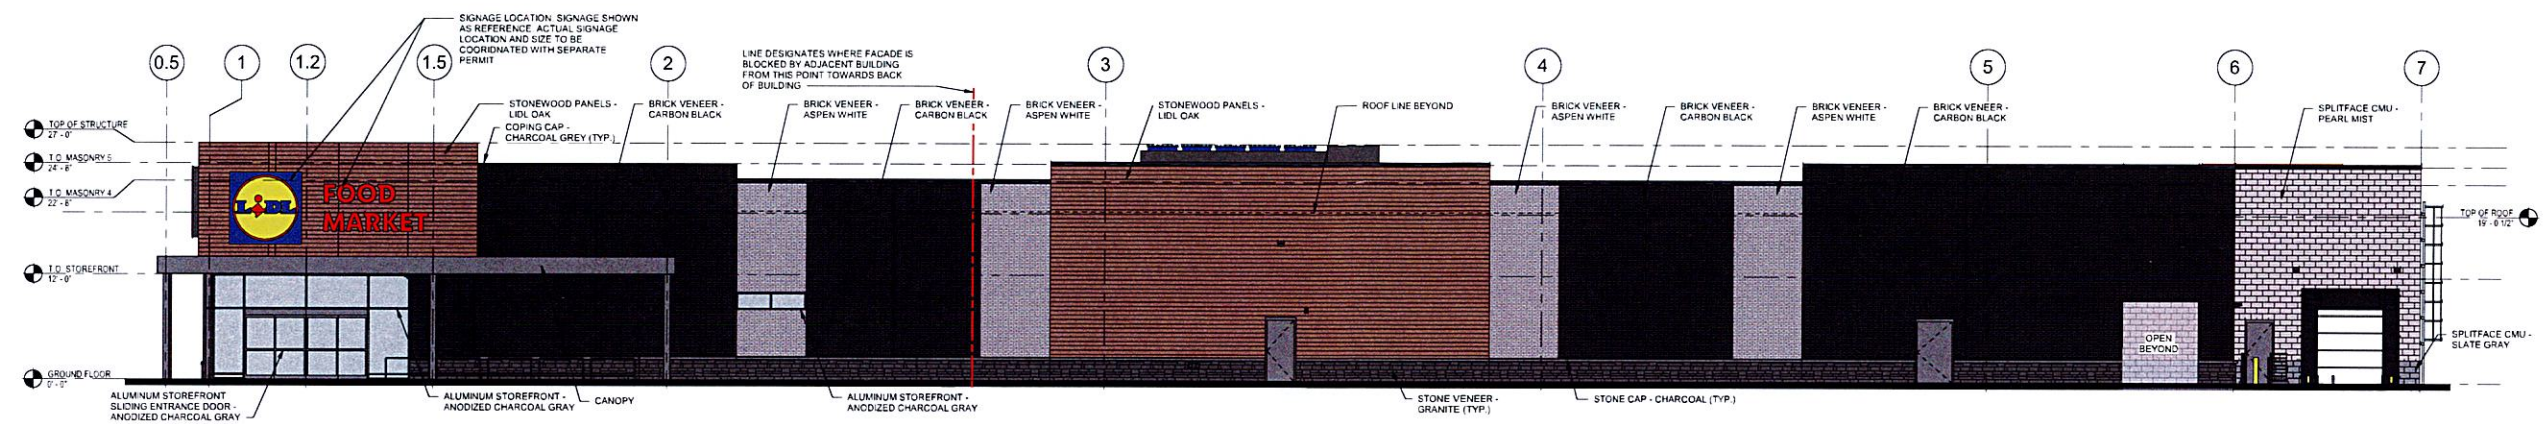 SIGNAGE LOCATION SIGNAGE SHOWN
AS REFERENCE ACTUAL SIGNAGE
LOCATION AND SIZE TO BE
COORIDNATED WITH SEPARATE
PERMIT
0.5
1
1.2
1.5
2
3
4
5
6
7
LINE DESIGNATES WHERE FACADE IS
BLOCKED BY ADJACENT BUILDING
FROM THIS POINT TOWARDS BACK
OF BUILDING
STONEWOOD PANELS -
LIDL OAK
COPING CAP -
CHARCOAL GREY (TYP.)
BRICK VENEER -
CARBON BLACK
BRICK VENEER -
ASPEN WHITE
BRICK VENEER -
CARBON BLACK
BRICK VENEER -
ASPEN WHITE
STONEWOOD PANELS -
LIDL OAK
ROOF LINE BEYOND
BRICK VENEER -
ASPEN WHITE
BRICK VENEER -
CARBON BLACK
BRICK VENEER -
ASPEN WHITE
BRICK VENEER -
CARBON BLACK
SPLITFACE CMU -
PEARL MIST
TOP OF STRUCTURE
27' - 0"
T.O. MASONRY 5
24' - 8"
T.O. MASONRY 4
22' - 8"
T.O. STOREFRONT
12' - 0"
GROUND FLOOR
0' - 0"
LIDL
FOOD
MARKET
TOP OF ROOF
19' - 0 1/2"
OPEN
BEYOND
SPLITFACE CMU -
SLATE GRAY
ALUMINUM STOREFRONT
SLIDING ENTRANCE DOOR -
ANODIZED CHARCOAL GRAY
ALUMINUM STOREFRONT -
ANODIZED CHARCOAL GRAY
CANOPY
ALUMINUM STOREFRONT -
ANODIZED CHARCOAL GRAY
STONE VENEER -
GRANITE (TYP.)
STONE CAP - CHARCOAL (TYP.)